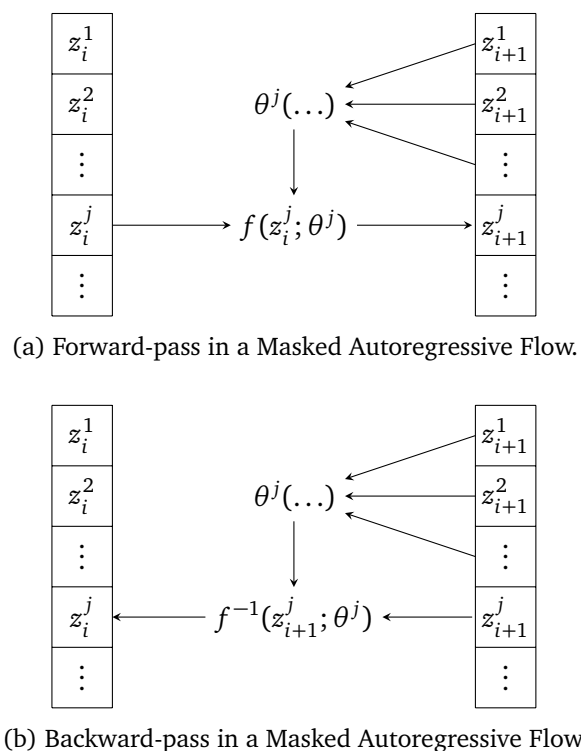 z_i^1 z_{i+1}^1
z_i^2 θ^j(…) z_{i+1}^2
⋮ ⋮
z_i^j f(z_i^j; θ^j) z_{i+1}^j
⋮ ⋮
(a) Forward-pass in a Masked Autoregressive Flow.
z_i^1 z_{i+1}^1
z_i^2 θ^j(…) z_{i+1}^2
⋮ ⋮
z_i^j f^{-1}(z_{i+1}^j; θ^j) z_{i+1}^j
⋮ ⋮
(b) Backward-pass in a Masked Autoregressive Flow